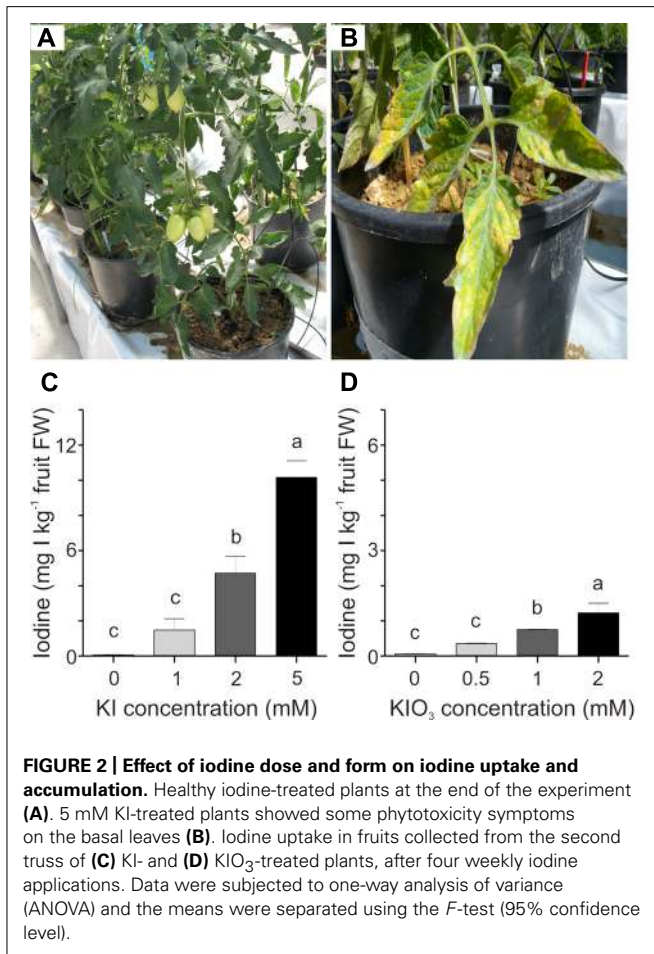 A
B
C
D
12
6
0
Iodine (mg I kg⁻¹ fruit FW)
c
c
b
a
0 1 2 5
KI concentration (mM)
6
3
0
Iodine (mg I kg⁻¹ fruit FW)
c
c
b
a
0 0.5 1 2
KIO₃ concentration (mM)
FIGURE 2 | Effect of iodine dose and form on iodine uptake and
accumulation. Healthy iodine-treated plants at the end of the experiment
(A). 5 mM KI-treated plants showed some phytotoxicity symptoms
on the basal leaves (B). Iodine uptake in fruits collected from the second
truss of (C) KI- and (D) KIO₃-treated plants, after four weekly iodine
applications. Data were subjected to one-way analysis of variance
(ANOVA) and the means were separated using the F-test (95% confidence
level).